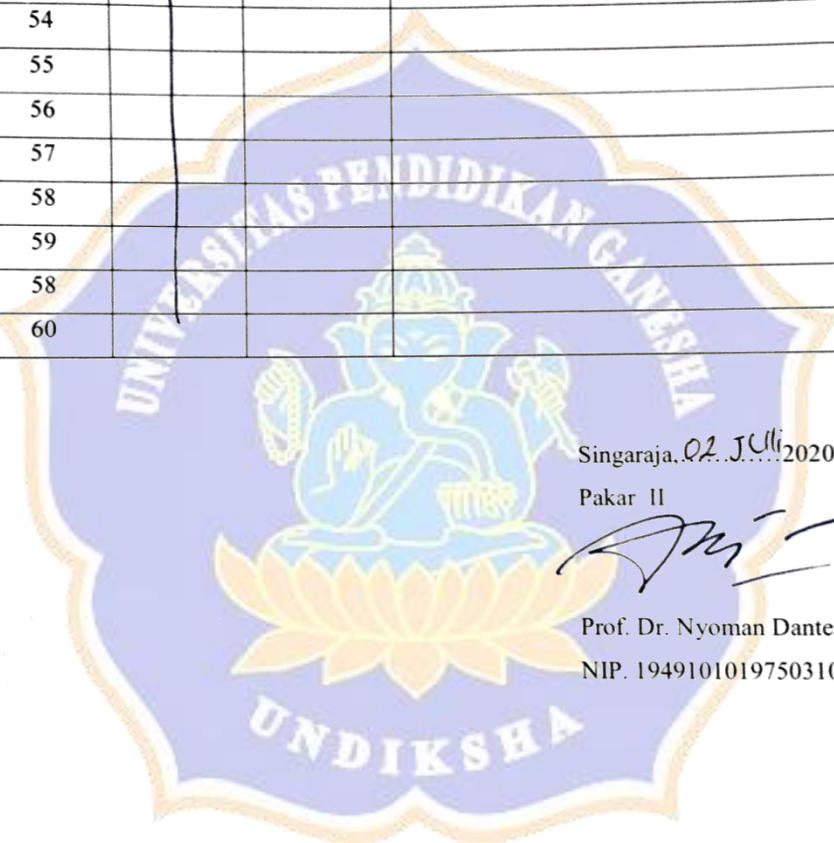 54
55
56
57
58
59
58
60
UNIVERSITAS PENDIDIKAN GANESHA
Singaraja, 02 JUli 2020
Pakar II
Prof. Dr. Nyoman Dante
NIP. 1949101019750310
UNDIKSHA